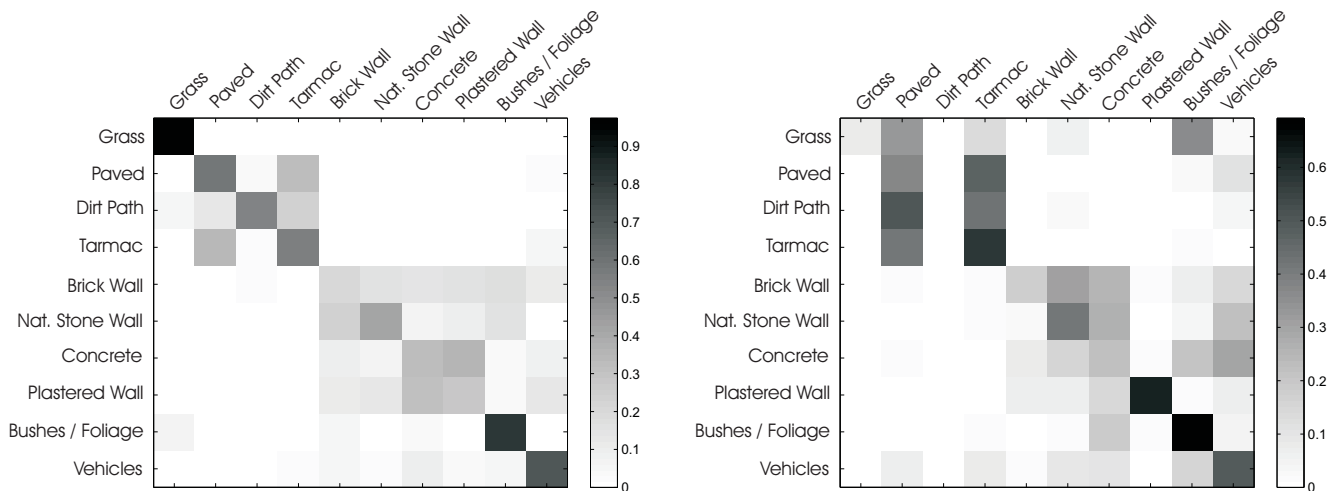 Grass Paved Dirt Path Tarmac Brick Wall Nat. Stone Wall Concrete Plastered Wall Bushes / Foliage Vehicles
Grass
Paved
Dirt Path
Tarmac
Brick Wall
Nat. Stone Wall
Concrete
Plastered Wall
Bushes / Foliage
Vehicles
0.9
0.8
0.7
0.6
0.5
0.4
0.3
0.2
0.1
0
Grass Paved Dirt Path Tarmac Brick Wall Nat. Stone Wall Concrete Plastered Wall Bushes / Foliage Vehicles
Grass
Paved
Dirt Path
Tarmac
Brick Wall
Nat. Stone Wall
Concrete
Plastered Wall
Bushes / Foliage
Vehicles
0.6
0.5
0.4
0.3
0.2
0.1
0